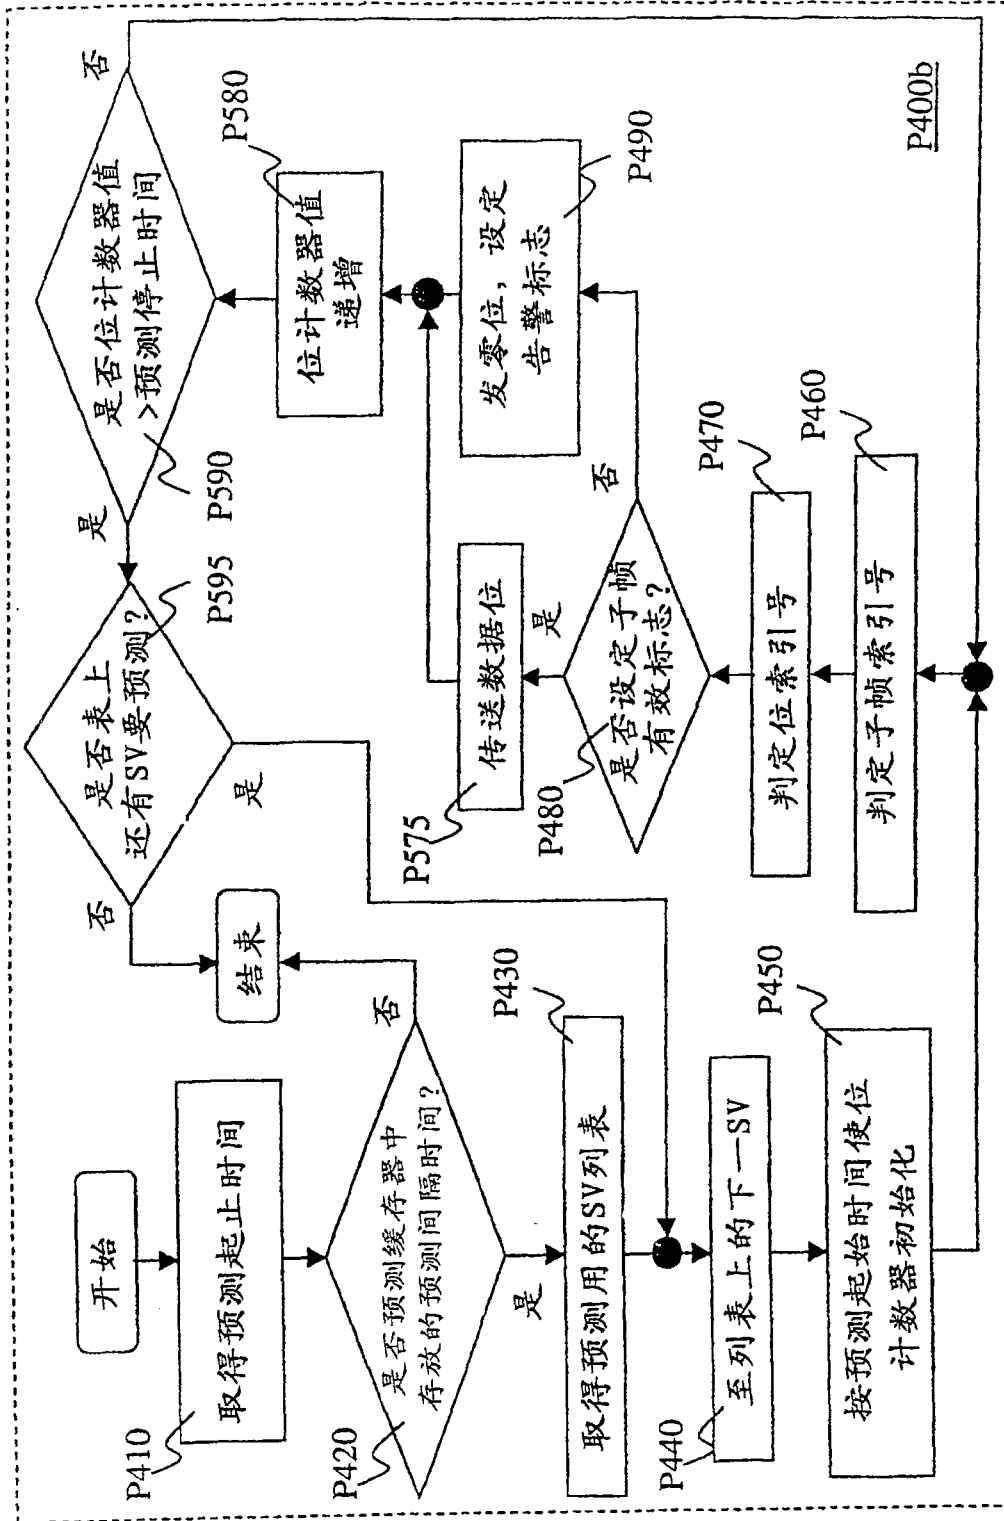 开始
P410
取得预测起止时间
P420
是否预测缓存器中
存放的预测间隔时间?
否
是
结束
P430
取得预测用的SV列表
P440
至列表上的下一SV
P450
按预测起始时间使位
计数器初始化
P460
判定子帧索引号
P470
判定位索引号
P480
是否设定子帧
有效标志?
是
否
P575
传送数据位
P490
发零位, 设定
告警标志
P580
位计数器值
递增
P590
是否位计数器值
>预测停止时间
是
否
P595
是否表上
还有SV要预测?
否
是
P400b